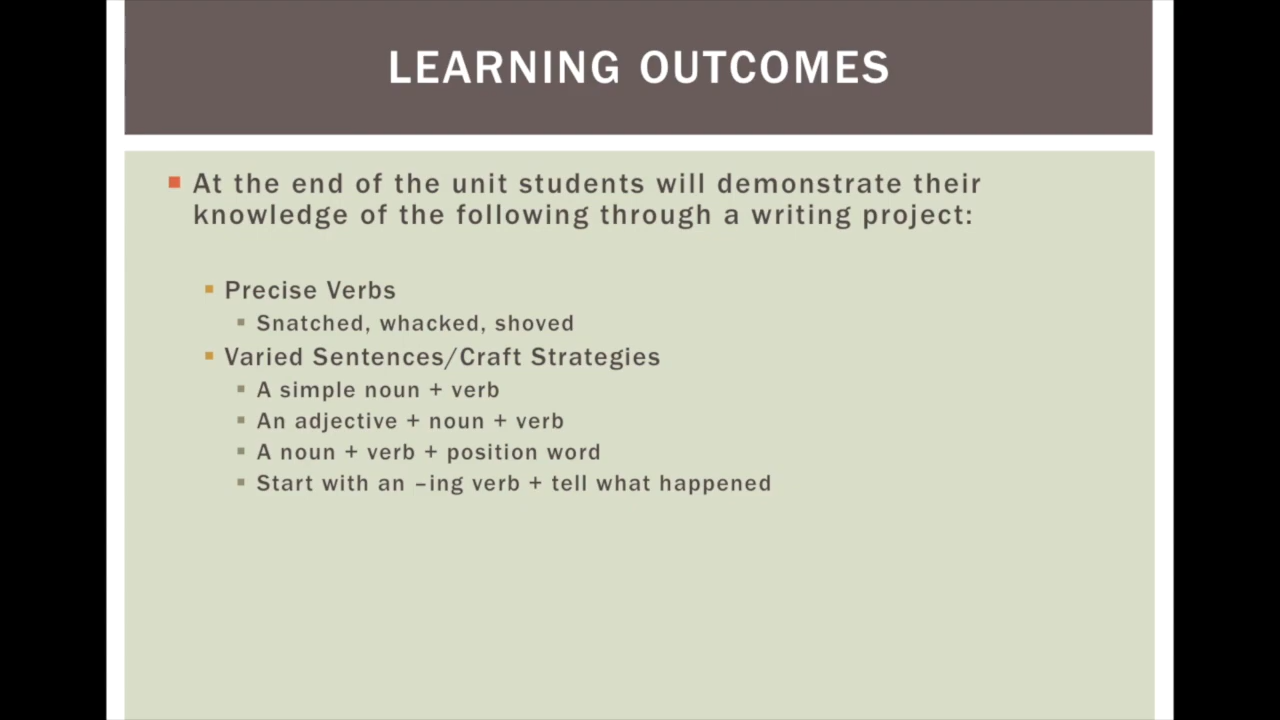 LEARNING OUTCOMES
At the end of the unit students will demonstrate their
knowledge of the following through a writing project:
Precise Verbs
Snatched, whacked, shoved
Varied Sentences/Craft Strategies
A simple noun + verb
An adjective + noun + verb
A noun + verb + position word
Start with an –ing verb + tell what happened